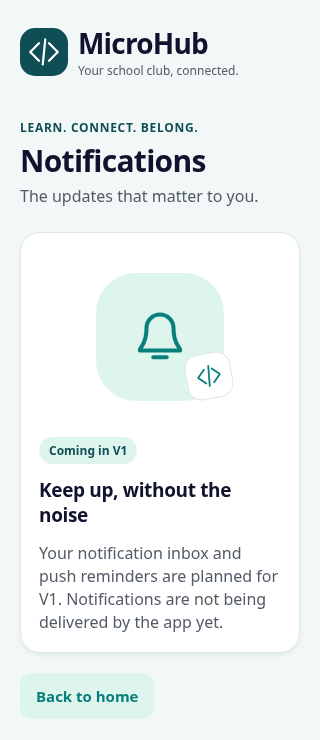 MicroHub
Your school club, connected.
LEARN. CONNECT. BELONG.
Notifications
The updates that matter to you.
Coming in V1
Keep up, without the
noise
Your notification inbox and
push reminders are planned for
V1. Notifications are not being
delivered by the app yet.
Back to home